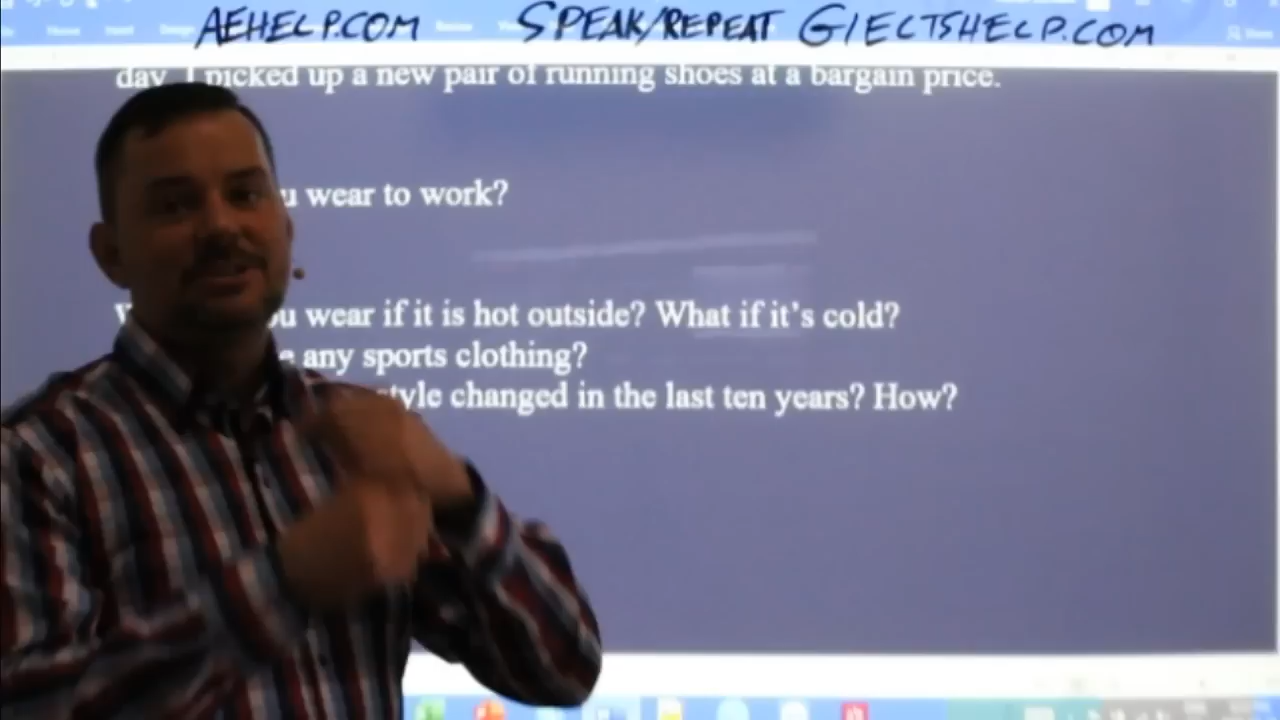 AEHELP.COM SPEAK/REPEAT GIELTSHELP.COM
day. I picked up a new pair of running shoes at a bargain price.
u wear to work?
u wear if it is hot outside? What if it's cold?
any sports clothing?
style changed in the last ten years? How?